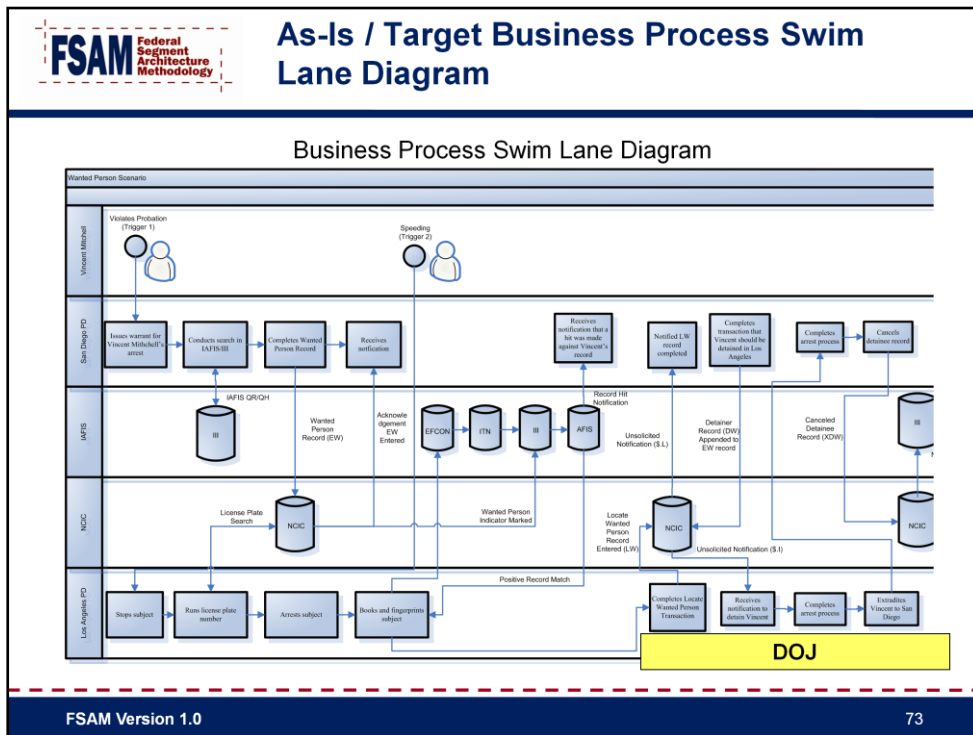 FSAM
Federal
Segment
Architecture
Methodology
As-Is / Target Business Process Swim
Lane Diagram
Business Process Swim Lane Diagram
Wanted Person Scenario
Vincent Mitchell
Violates Probation
(Trigger 1)
Speeding
(Trigger 2)
San Diego PD
Issues warrant for
Vincent Mithchell's
arrest
Conducts search in
IAFIS/III
Completes Wanted
Person Record
Receives
notification
Receives
notification that a
hit was made
against Vincent's
record
Notified LW
record
completed
Completes
transaction that
Vincent should be
detained in Los
Angeles
Completes
arrest process
Cancels
detainee record
IAFIS
IAFIS QR/QH
III
Wanted
Person
Record (EW)
Acknowle
dgement
EW
Entered
EFCON
ITN
III
AFIS
Record Hit
Notification
Unsolicited
Notification ($.L)
Detainer
Record (DW)
Appended to
EW record
Canceled
Detainee
Record (XDW)
III
N
NCIC
License Plate
Search
NCIC
Wanted Person
Indicator Marked
Locate
Wanted
Person
Record
Entered (LW)
NCIC
Unsolicited Notification ($.I)
NCIC
Los Angeles PD
Positive Record Match
Stops subject
Runs license plate
number
Arrests subject
Books and fingerprints
subject
Completes Locate
Wanted Person
Transaction
Receives
notification to
detain Vincent
Completes
arrest process
Extradites
Vincent to San
Diego
DOJ
FSAM Version 1.0
73